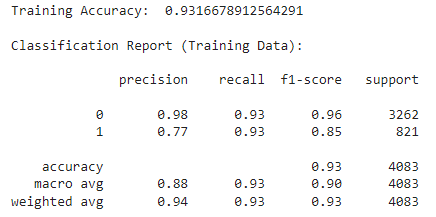 Training Accuracy:  0.9316678912564291
Classification Report (Training Data):
precision    recall  f1-score   support
0       0.98      0.93      0.96      3262
1       0.77      0.93      0.85       821
accuracy                           0.93      4083
macro avg       0.88      0.93      0.90      4083
weighted avg       0.94      0.93      0.93      4083